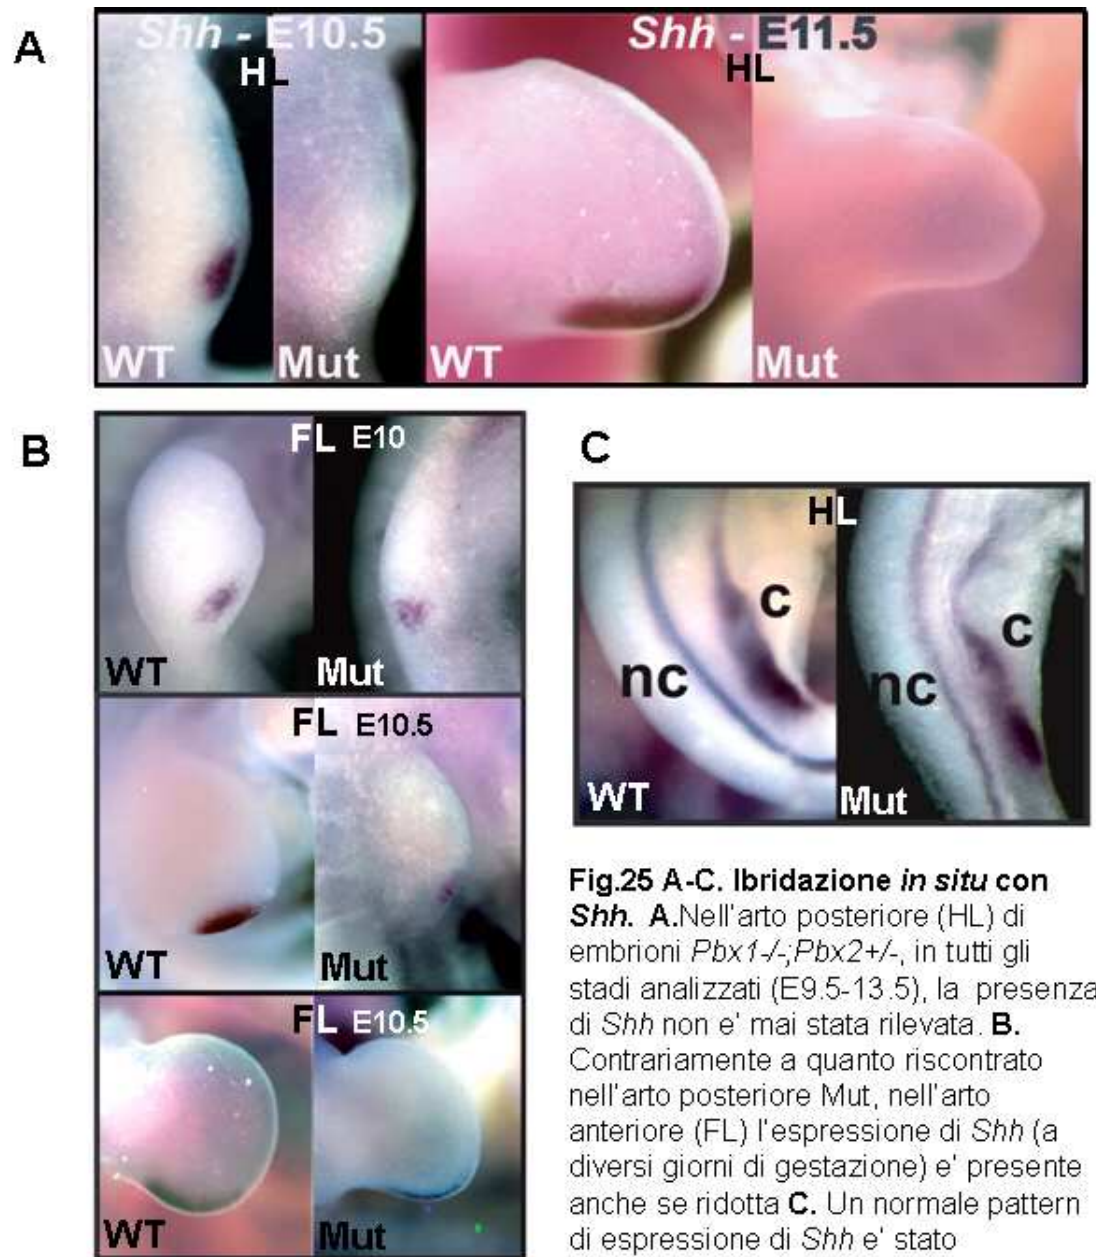 A
Shh - E10.5
HL
WT
Mut
Shh - E11.5
HL
WT
Mut
B
FL E10
WT
Mut
FL E10.5
WT
Mut
FL E10.5
WT
Mut
C
HL
c
nc
WT
c
nc
Mut
Fig.25 A-C. Ibridazione in situ con
Shh. A.Nell'arto posteriore (HL) di
embrioni Pbx1-/-;Pbx2+/-, in tutti gli
stadi analizzati (E9.5-13.5), la presenza
di Shh non e' mai stata rilevata. B.
Contrariamente a quanto riscontrato
nell'arto posteriore Mut, nell'arto
anteriore (FL) l'espressione di Shh (a
diversi giorni di gestazione) e' presente
anche se ridotta C. Un normale pattern
di espressione di Shh e' stato